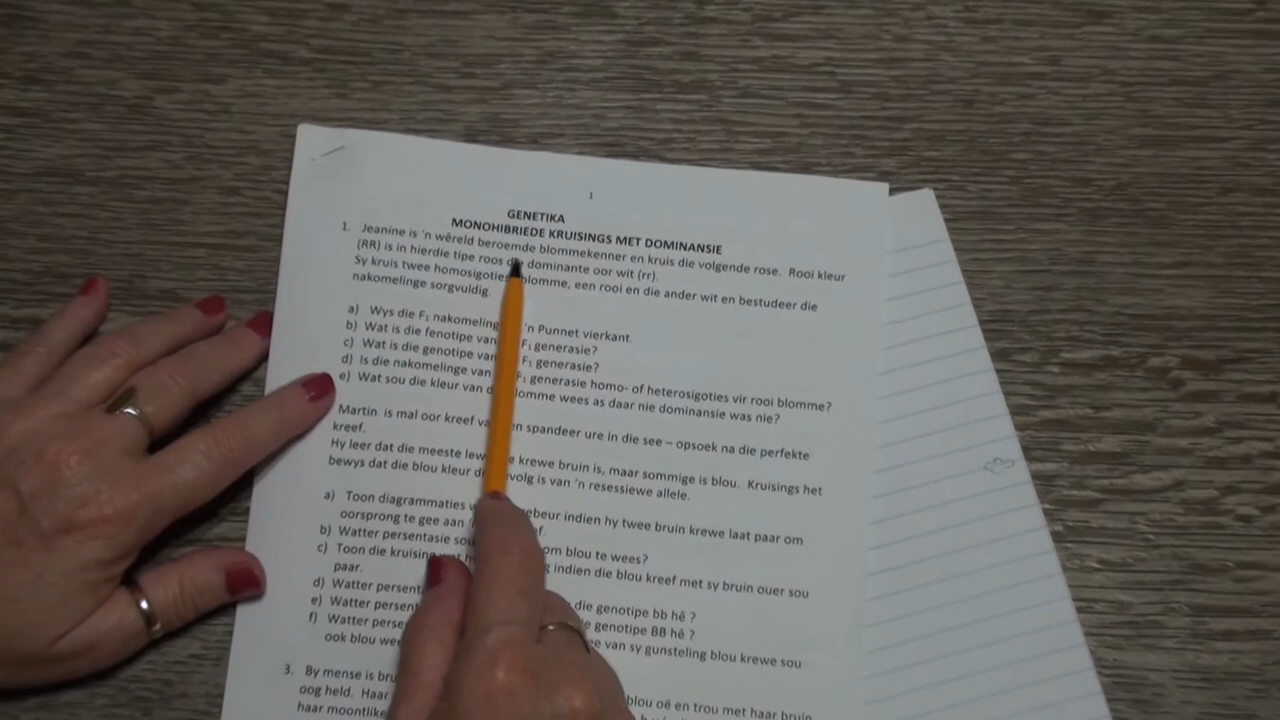 1
GENETIKA
MONOHIBRIEDE KRUISINGS MET DOMINANSIE
1. Jeanine is 'n wêreld beroemde blommekenner en kruis die volgende rose. Rooi kleur
(RR) is in hierdie tipe roos dominante oor wit (rr).
Sy kruis twee homosigotie blomme, een rooi en die ander wit en bestudeer die
nakomelinge sorgvuldig.
a) Wys die F₁ nakomeling 'n Punnet vierkant.
b) Wat is die fenotipe van F₁ generasie?
c) Wat is die genotipe van F₁ generasie?
d) Is die nakomelinge van F₁ generasie homo- of heterosigoties vir rooi blomme?
e) Wat sou die kleur van lomme wees as daar nie dominansie was nie?
Martin is mal oor kreef en spandeer ure in die see – opsoek na die perfekte
kreef.
Hy leer dat die meeste krewe bruin is, maar sommige is blou. Kruisings het
bewys dat die blou kleur evolg is van 'n resessiewe allele.
a) Toon diagrammaties ebeur indien hy twee bruin krewe laat paar om
oorsprong te gee aan
b) Watter persentasie sou om blou te wees?
c) Toon die kruising indien die blou kreef met sy bruin ouer sou
paar.
d) Watter persent die genotipe bb hê ?
e) Watter persent genotipe BB hê ?
f) Watter perse van sy gunsteling blou krewe sou
ook blou wee
3. By mense is bru blou oë en trou met haar bruin
oog held. Haar
haar moontlike